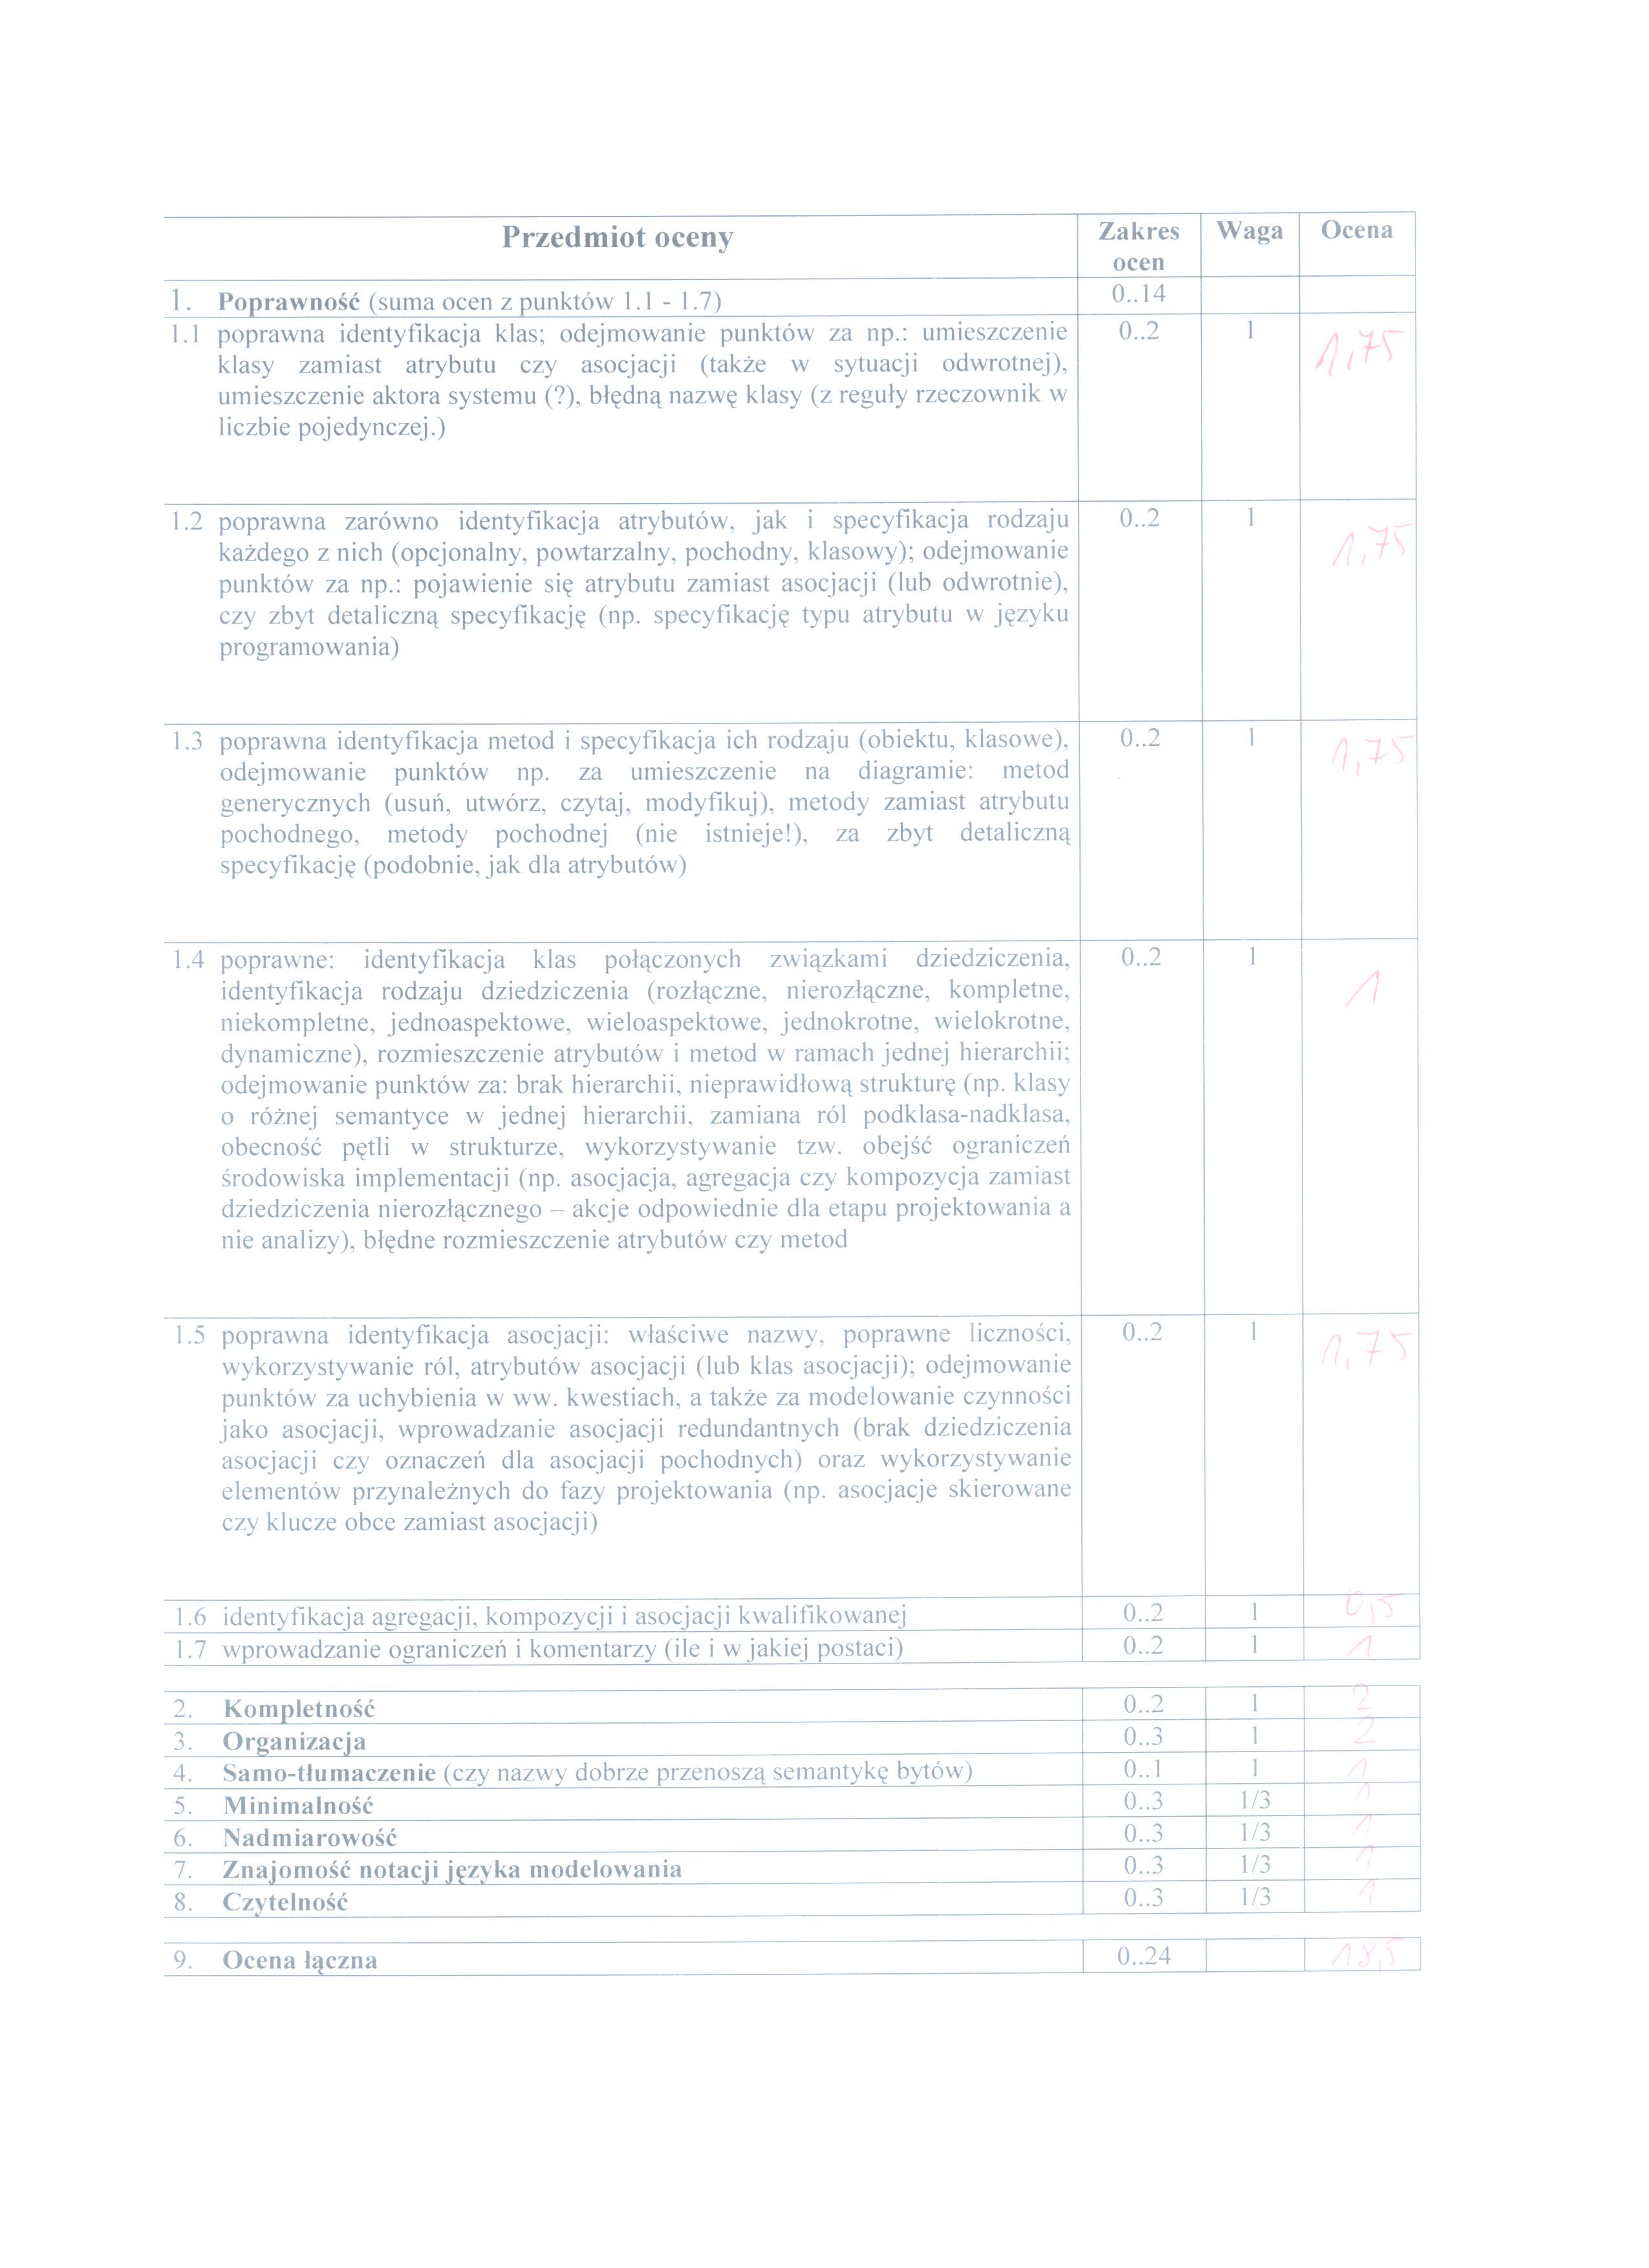 Przedmiot oceny Zakres ocen Waga Ocena
1. Poprawność (suma ocen z punktów 1.1 - 1.7) 0..14
1.1 poprawna identyfikacja klas; odejmowanie punktów za np.: umieszczenie 0..2 1 1,75
klasy zamiast atrybutu czy asocjacji (także w sytuacji odwrotnej),
umieszczenie aktora systemu (?), błędną nazwę klasy (z reguły rzeczownik w
liczbie pojedynczej.)
1.2 poprawna zarówno identyfikacja atrybutów, jak i specyfikacja rodzaju 0..2 1 1,75
każdego z nich (opcjonalny, powtarzalny, pochodny, klasowy); odejmowanie
punktów za np.: pojawienie się atrybutu zamiast asocjacji (lub odwrotnie),
czy zbyt detaliczną specyfikację (np. specyfikację typu atrybutu w języku
programowania)
1.3 poprawna identyfikacja metod i specyfikacja ich rodzaju (obiektu, klasowe), 0..2 1 1,75
odejmowanie punktów np. za umieszczenie na diagramie: metod
generycznych (usuń, utwórz, czytaj, modyfikuj), metody zamiast atrybutu
pochodnego, metody pochodnej (nie istnieje!), za zbyt detaliczną
specyfikację (podobnie, jak dla atrybutów)
1.4 poprawne: identyfikacja klas połączonych związkami dziedziczenia, 0..2 1 1
identyfikacja rodzaju dziedziczenia (rozłączne, nierozłączne, kompletne,
niekompletne, jednoaspektowe, wieloaspektowe, jednokrotne, wielokrotne,
dynamiczne), rozmieszczenie atrybutów i metod w ramach jednej hierarchii;
odejmowanie punktów za: brak hierarchii, nieprawidłową strukturę (np. klasy
o różnej semantyce w jednej hierarchii, zamiana ról podklasa-nadklasa,
obecność pętli w strukturze, wykorzystywanie tzw. obejść ograniczeń
środowiska implementacji (np. asocjacja, agregacja czy kompozycja zamiast
dziedziczenia nierozłącznego – akcje odpowiednie dla etapu projektowania a
nie analizy), błędne rozmieszczenie atrybutów czy metod
1.5 poprawna identyfikacja asocjacji: właściwe nazwy, poprawne liczności, 0..2 1 1,75
wykorzystywanie ról, atrybutów asocjacji (lub klas asocjacji); odejmowanie
punktów za uchybienia w ww. kwestiach, a także za modelowanie czynności
jako asocjacji, wprowadzanie asocjacji redundantnych (brak dziedziczenia
asocjacji czy oznaczeń dla asocjacji pochodnych) oraz wykorzystywanie
elementów przynależnych do fazy projektowania (np. asocjacje skierowane
czy klucze obce zamiast asocjacji)
1.6 identyfikacja agregacji, kompozycji i asocjacji kwalifikowanej 0..2 1 0,5
1.7 wprowadzanie ograniczeń i komentarzy (ile i w jakiej postaci) 0..2 1 1
2. Kompletność 0..2 1 2
3. Organizacja 0..3 1 2
4. Samo-tłumaczenie (czy nazwy dobrze przenoszą semantykę bytów) 0..1 1 1
5. Minimalność 0..3 1/3 1
6. Nadmiarowość 0..3 1/3 1
7. Znajomość notacji języka modelowania 0..3 1/3 1
8. Czytelność 0..3 1/3 1
9. Ocena łączna 0..24 18,5